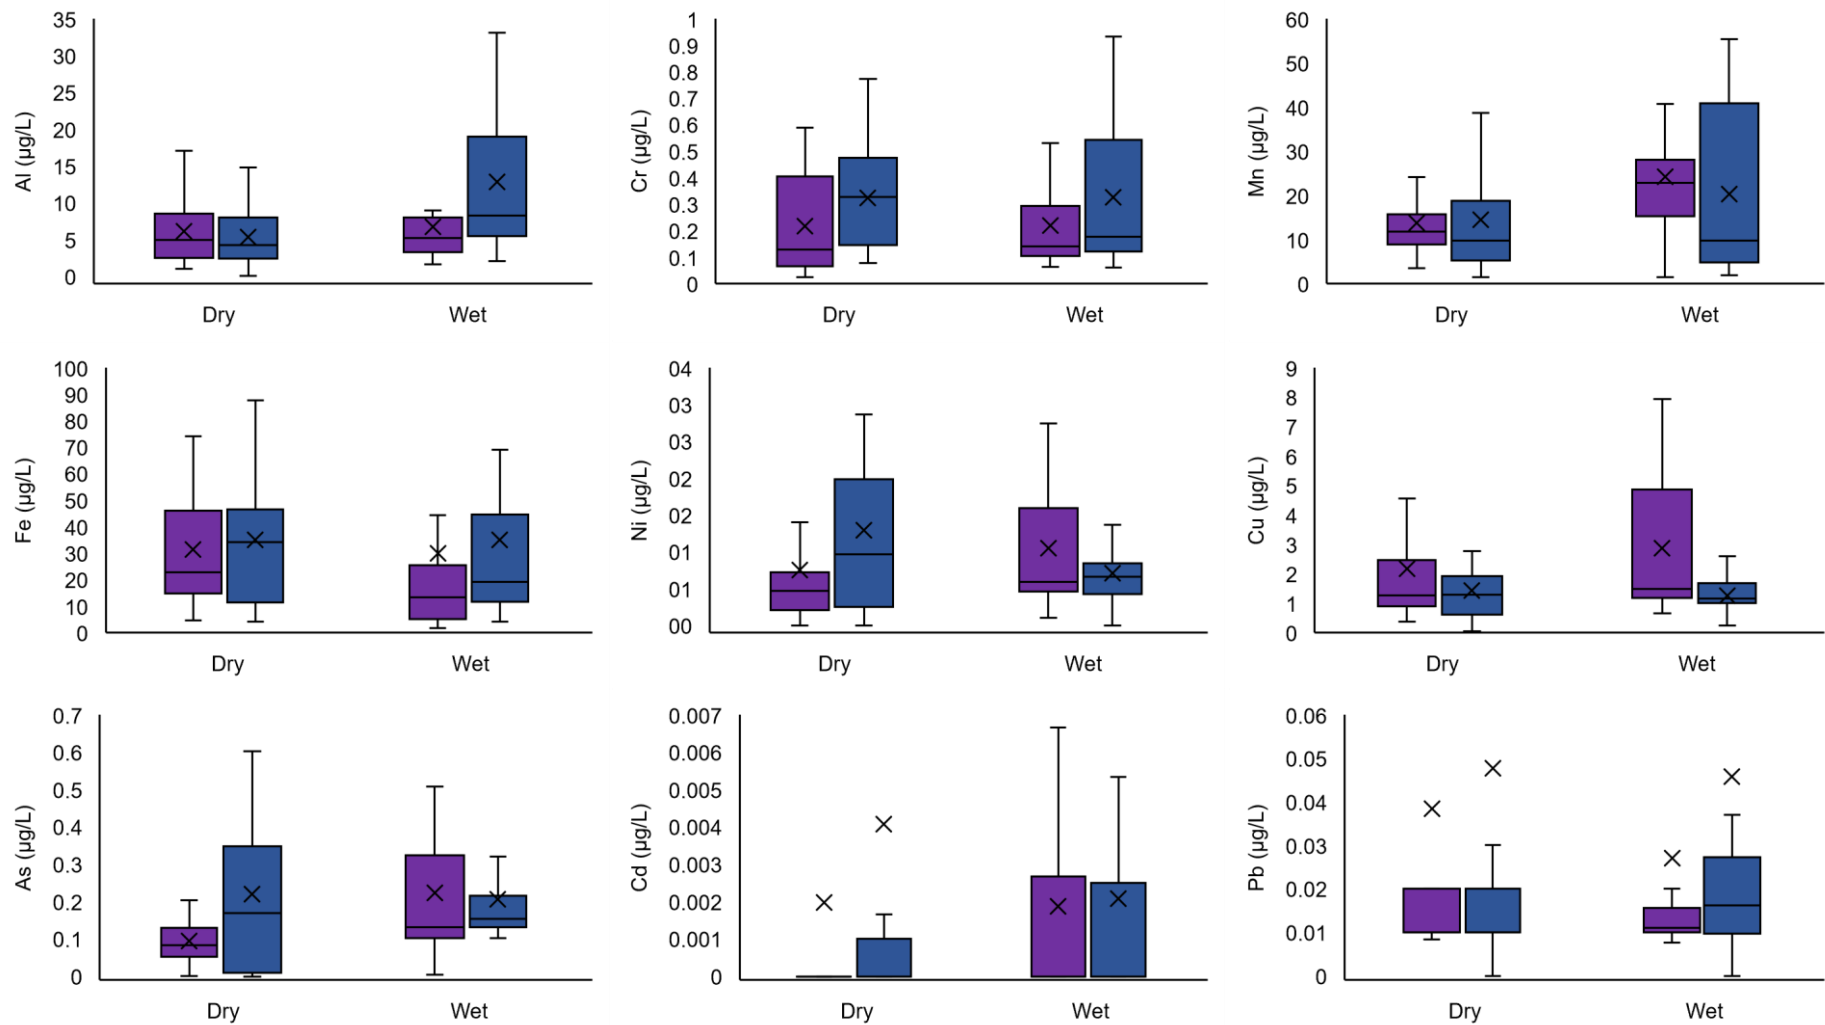 Al (µg/L)
35
30
25
20
15
10
5
0
Dry
Wet
Cr (µg/L)
1
0.9
0.8
0.7
0.6
0.5
0.4
0.3
0.2
0.1
0
Dry
Wet
Mn (µg/L)
60
50
40
30
20
10
0
Dry
Wet
Fe (µg/L)
100
90
80
70
60
50
40
30
20
10
0
Dry
Wet
Ni (µg/L)
04
03
03
02
02
01
01
00
Dry
Wet
Cu (µg/L)
9
8
7
6
5
4
3
2
1
0
Dry
Wet
As (µg/L)
0.7
0.6
0.5
0.4
0.3
0.2
0.1
0
Dry
Wet
Cd (µg/L)
0.007
0.006
0.005
0.004
0.003
0.002
0.001
0
Dry
Wet
Pb (µg/L)
0.06
0.05
0.04
0.03
0.02
0.01
0
Dry
Wet